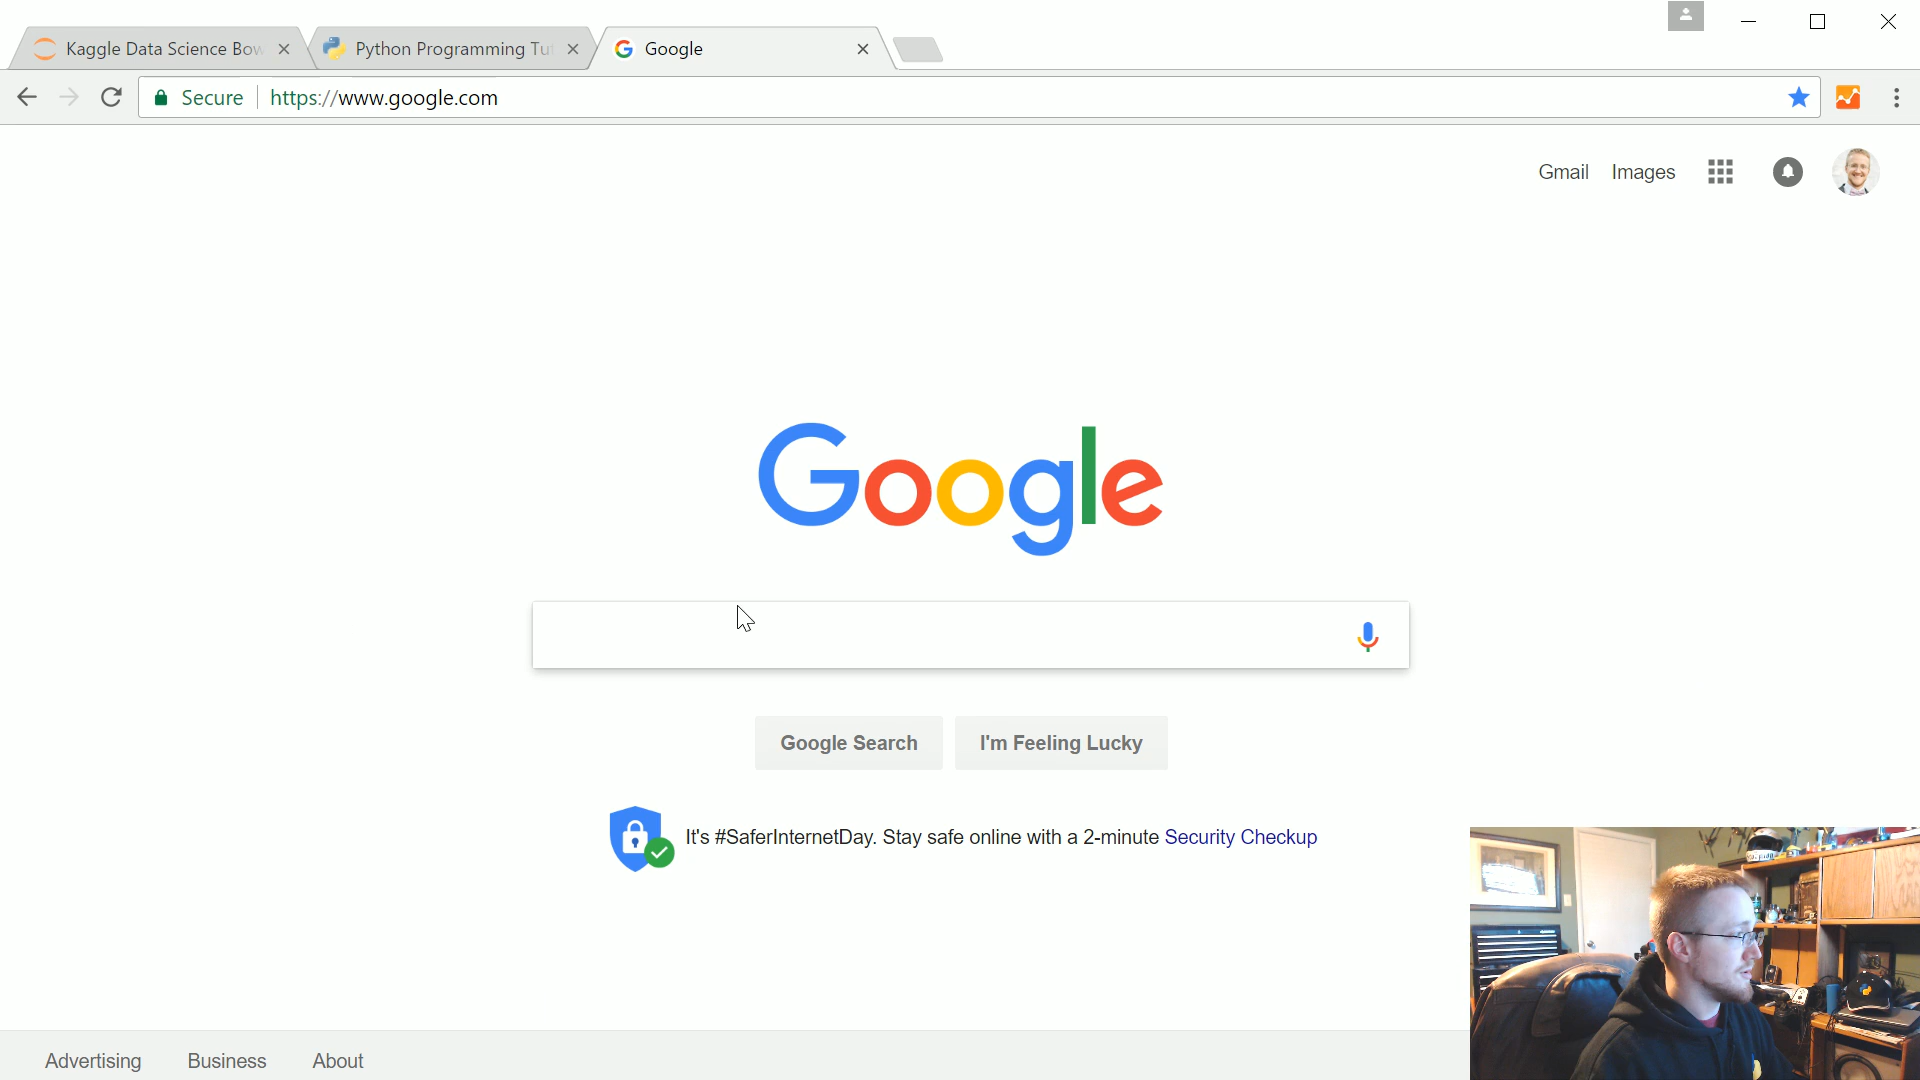 Kaggle Data Science Bow
Python Programming Tut
Google
Secure
https://www.google.com
Gmail
Images
Google
Google Search
I'm Feeling Lucky
It's #SaferInternetDay. Stay safe online with a 2-minute Security Checkup
Advertising
Business
About